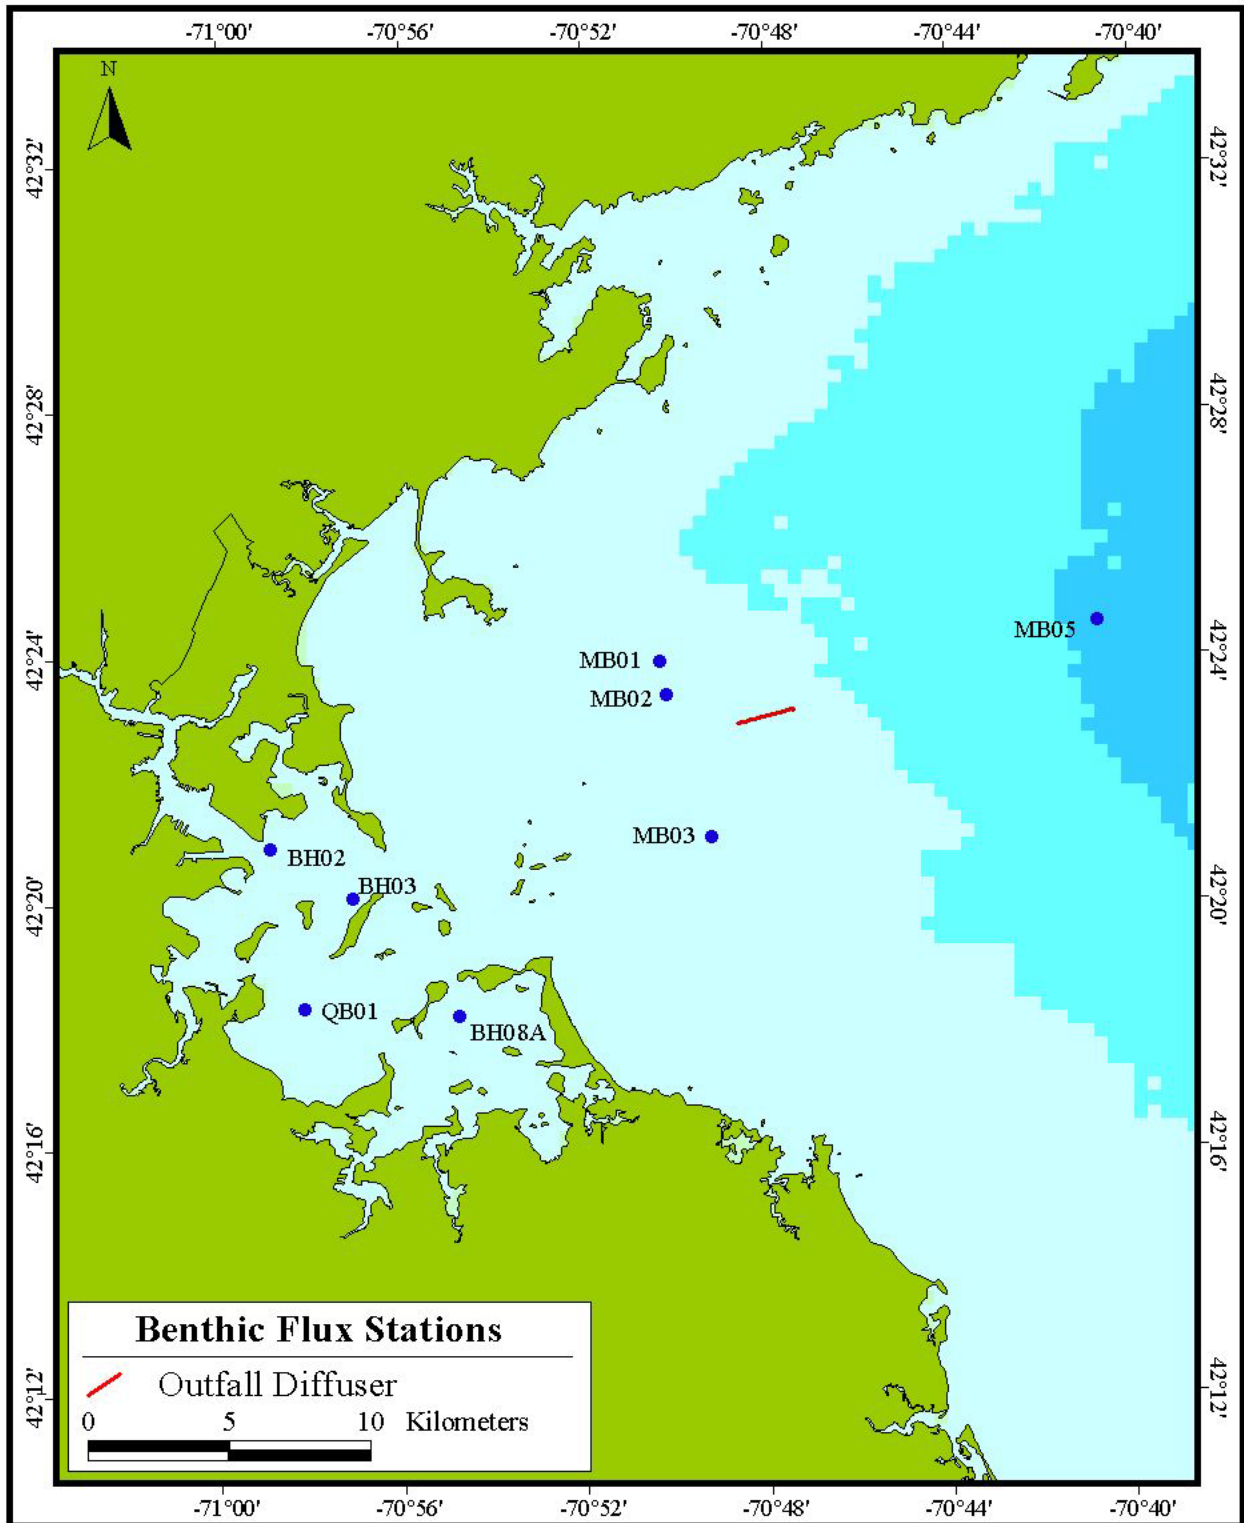 -71°00' -70°56' -70°52' -70°48' -70°44' -70°40'
N
42°32' 42°32'
42°28' 42°28'
MB05
42°24' 42°24'
MB01
MB02
MB03
BH02
BH03
42°20' 42°20'
QB01
BH08A
42°16' 42°16'
Benthic Flux Stations
Outfall Diffuser
42°12' 42°12'
0 5 10 Kilometers
-71°00' -70°56' -70°52' -70°48' -70°44' -70°40'